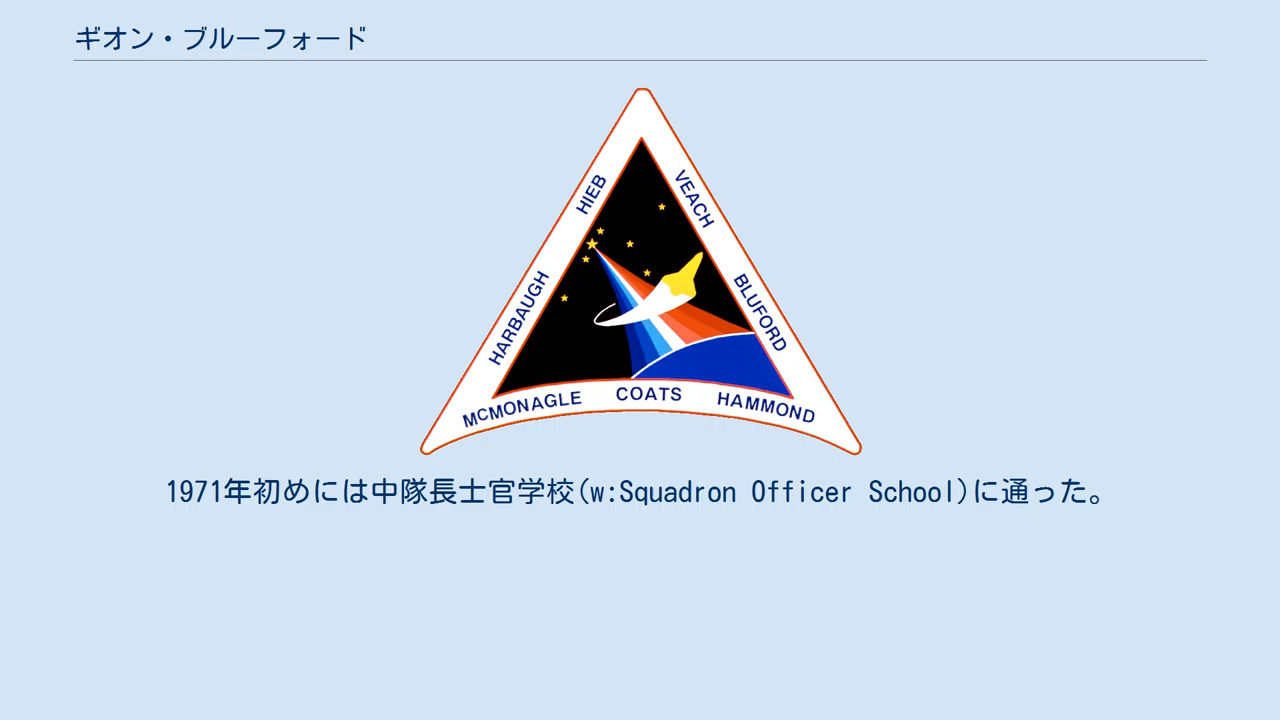 ギオン・ブルーフォード
HIEB
VEACH
HARBAUGH
BLUFORD
MCMONAGLE
COATS
HAMMOND
1971年初めには中隊長士官学校(w:Squadron Officer School)に通った。